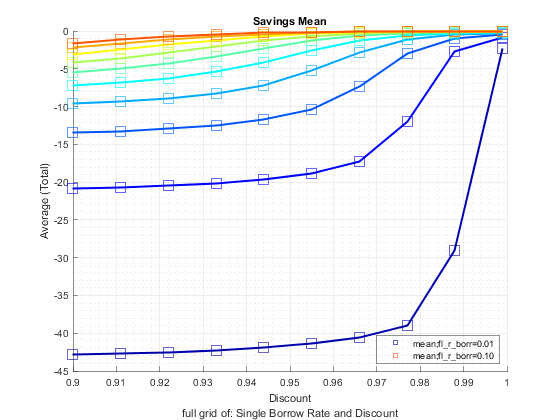 Savings Mean
Average (Total)
0
-5
-10
-15
-20
-25
-30
-35
-40
-45
mean;fl_r_borr=0.01
mean;fl_r_borr=0.10
0.9 0.91 0.92 0.93 0.94 0.95 0.96 0.97 0.98 0.99 1
Discount
full grid of: Single Borrow Rate and Discount